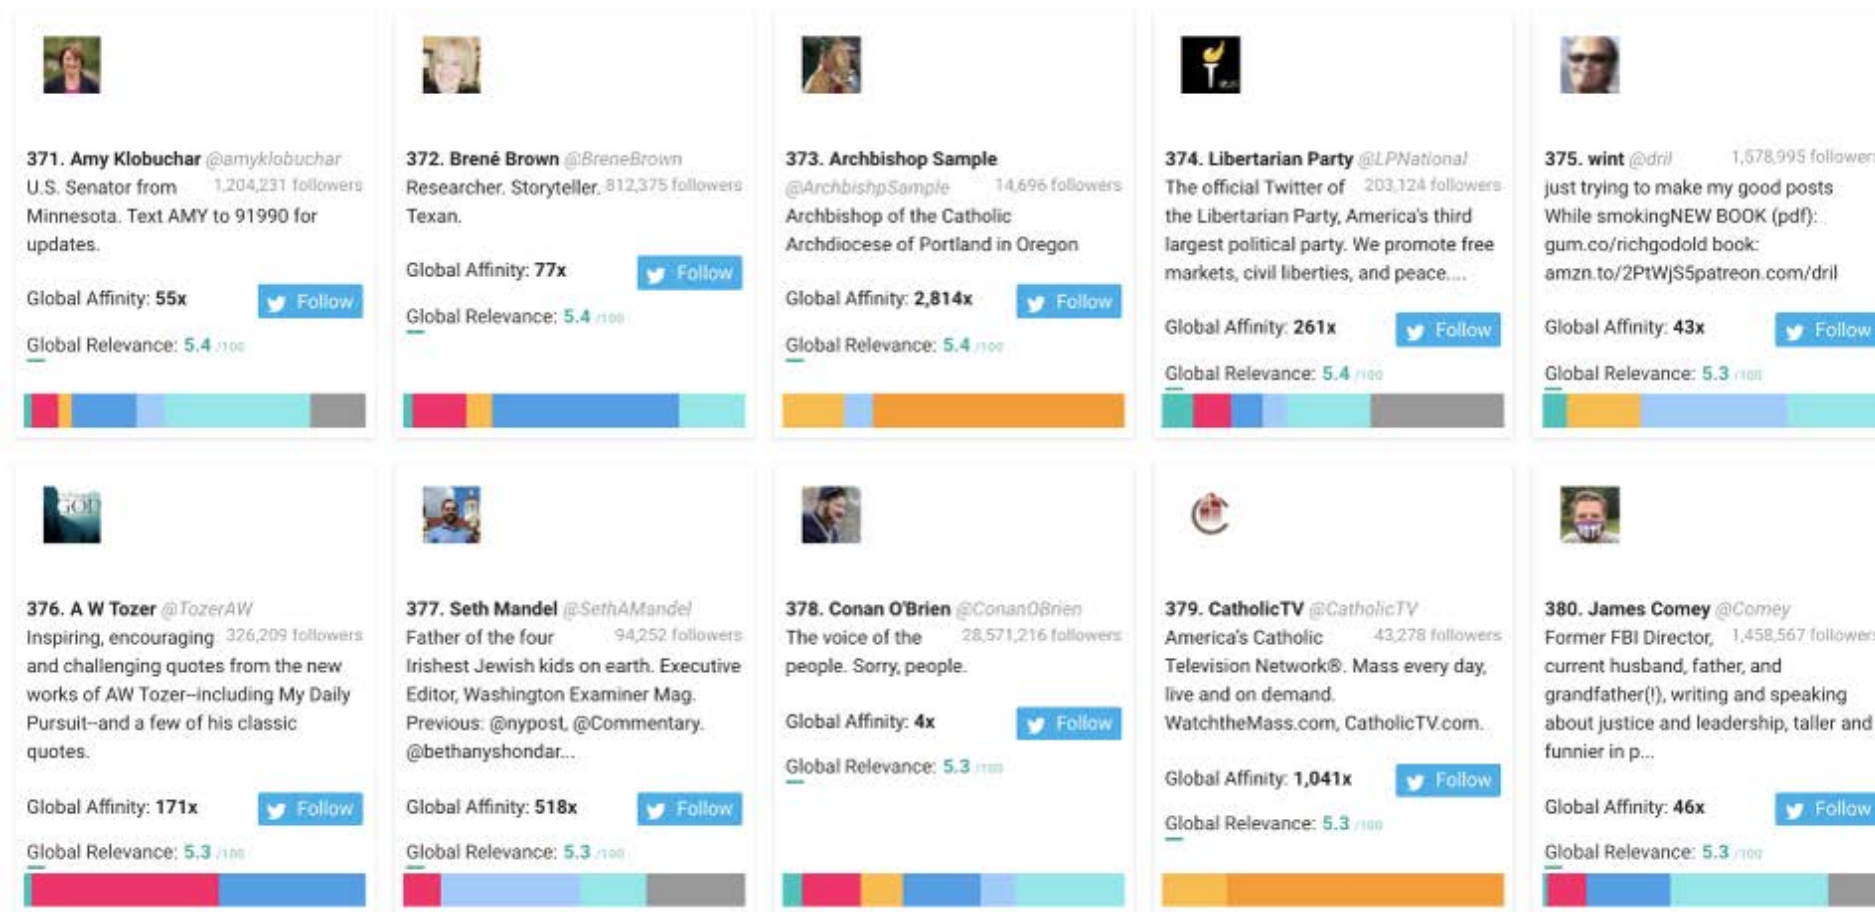 371. Amy Klobuchar @amyklobuchar
U.S. Senator from 1,204,231 followers
Minnesota. Text AMY to 91990 for
updates.
Global Affinity: 55x
Follow
Global Relevance: 5.4 /100
372. Brené Brown @BreneBrown
Researcher. Storyteller. 812,375 followers
Texan.
Global Affinity: 77x
Follow
Global Relevance: 5.4 /100
373. Archbishop Sample
@ArchbishpSample 14,696 followers
Archbishop of the Catholic
Archdiocese of Portland in Oregon
Global Affinity: 2,814x
Follow
Global Relevance: 5.4 /100
374. Libertarian Party @LPNational
The official Twitter of 203,124 followers
the Libertarian Party, America's third
largest political party. We promote free
markets, civil liberties, and peace....
Global Affinity: 261x
Follow
Global Relevance: 5.4 /100
375. wint @dril 1,578,995 followers
just trying to make my good posts
While smokingNEW BOOK (pdf):
gum.co/richgodold book:
amzn.to/2PtWjS5patreon.com/dril
Global Affinity: 43x
Follow
Global Relevance: 5.3 /100
GOD
376. A W Tozer @TozerAW
Inspiring, encouraging 326,209 followers
and challenging quotes from the new
works of AW Tozer--including My Daily
Pursuit--and a few of his classic
quotes.
Global Affinity: 171x
Follow
Global Relevance: 5.3 /100
377. Seth Mandel @SethAMandel
Father of the four 94,252 followers
Irishest Jewish kids on earth. Executive
Editor, Washington Examiner Mag.
Previous: @nypost, @Commentary.
@bethanyshondar...
Global Affinity: 518x
Follow
Global Relevance: 5.3 /100
378. Conan O'Brien @ConanOBrien
The voice of the 28,571,216 followers
people. Sorry, people.
Global Affinity: 4x
Follow
Global Relevance: 5.3 /100
379. CatholicTV @CatholicTV
America's Catholic 43,278 followers
Television Network®. Mass every day,
live and on demand.
WatchtheMass.com, CatholicTV.com.
Global Affinity: 1,041x
Follow
Global Relevance: 5.3 /100
380. James Comey @Comey
Former FBI Director, 1,458,567 followers
current husband, father, and
grandfather(!), writing and speaking
about justice and leadership, taller and
funnier in p...
Global Affinity: 46x
Follow
Global Relevance: 5.3 /100